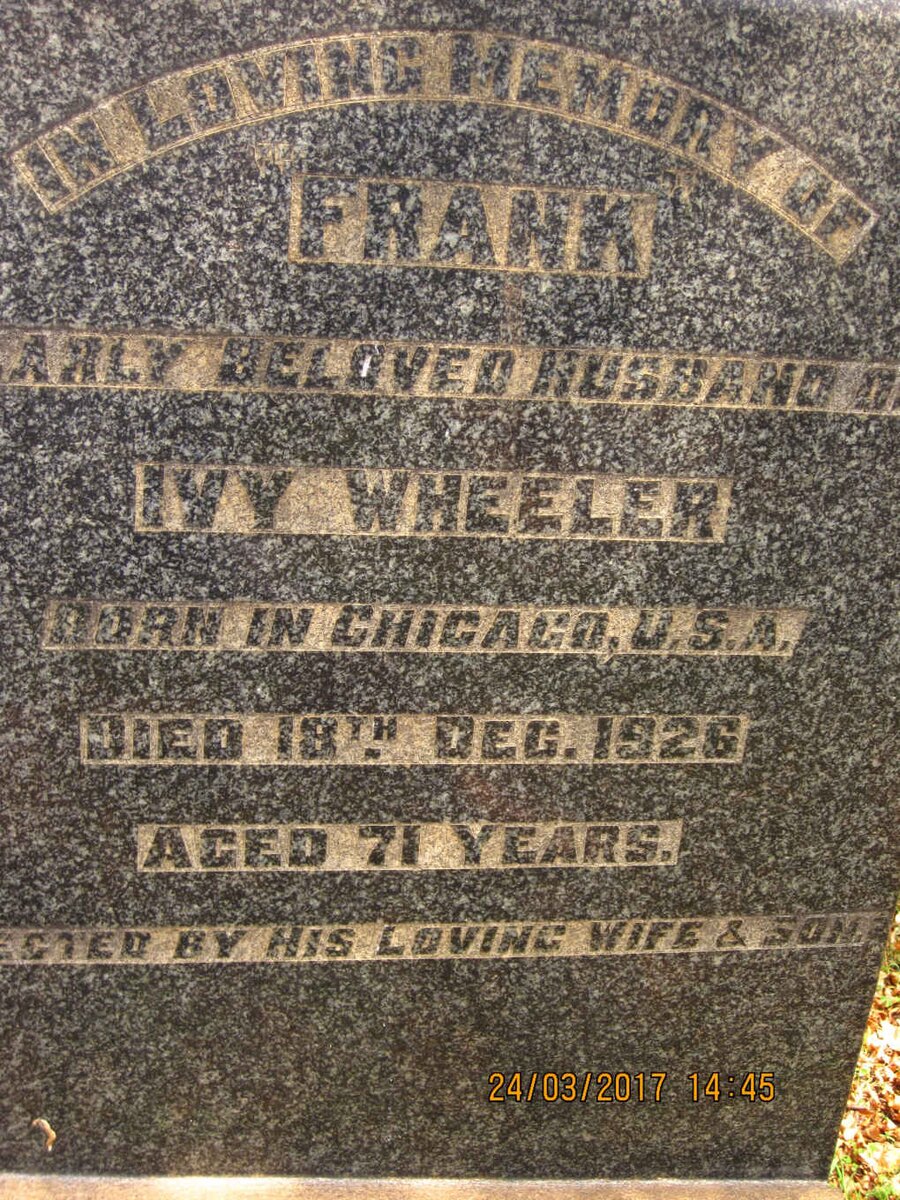 IN LOVING MEMORY OF
FRANK
ARLY BELOVED HUSBAND O
IVY WHEELER
BORN IN CHICAGO, U.S.A.
DIED 18TH. DEC. 1926
AGED 71 YEARS.
ECTED BY HIS LOVING WIFE & SON.
24/03/2017 14:45